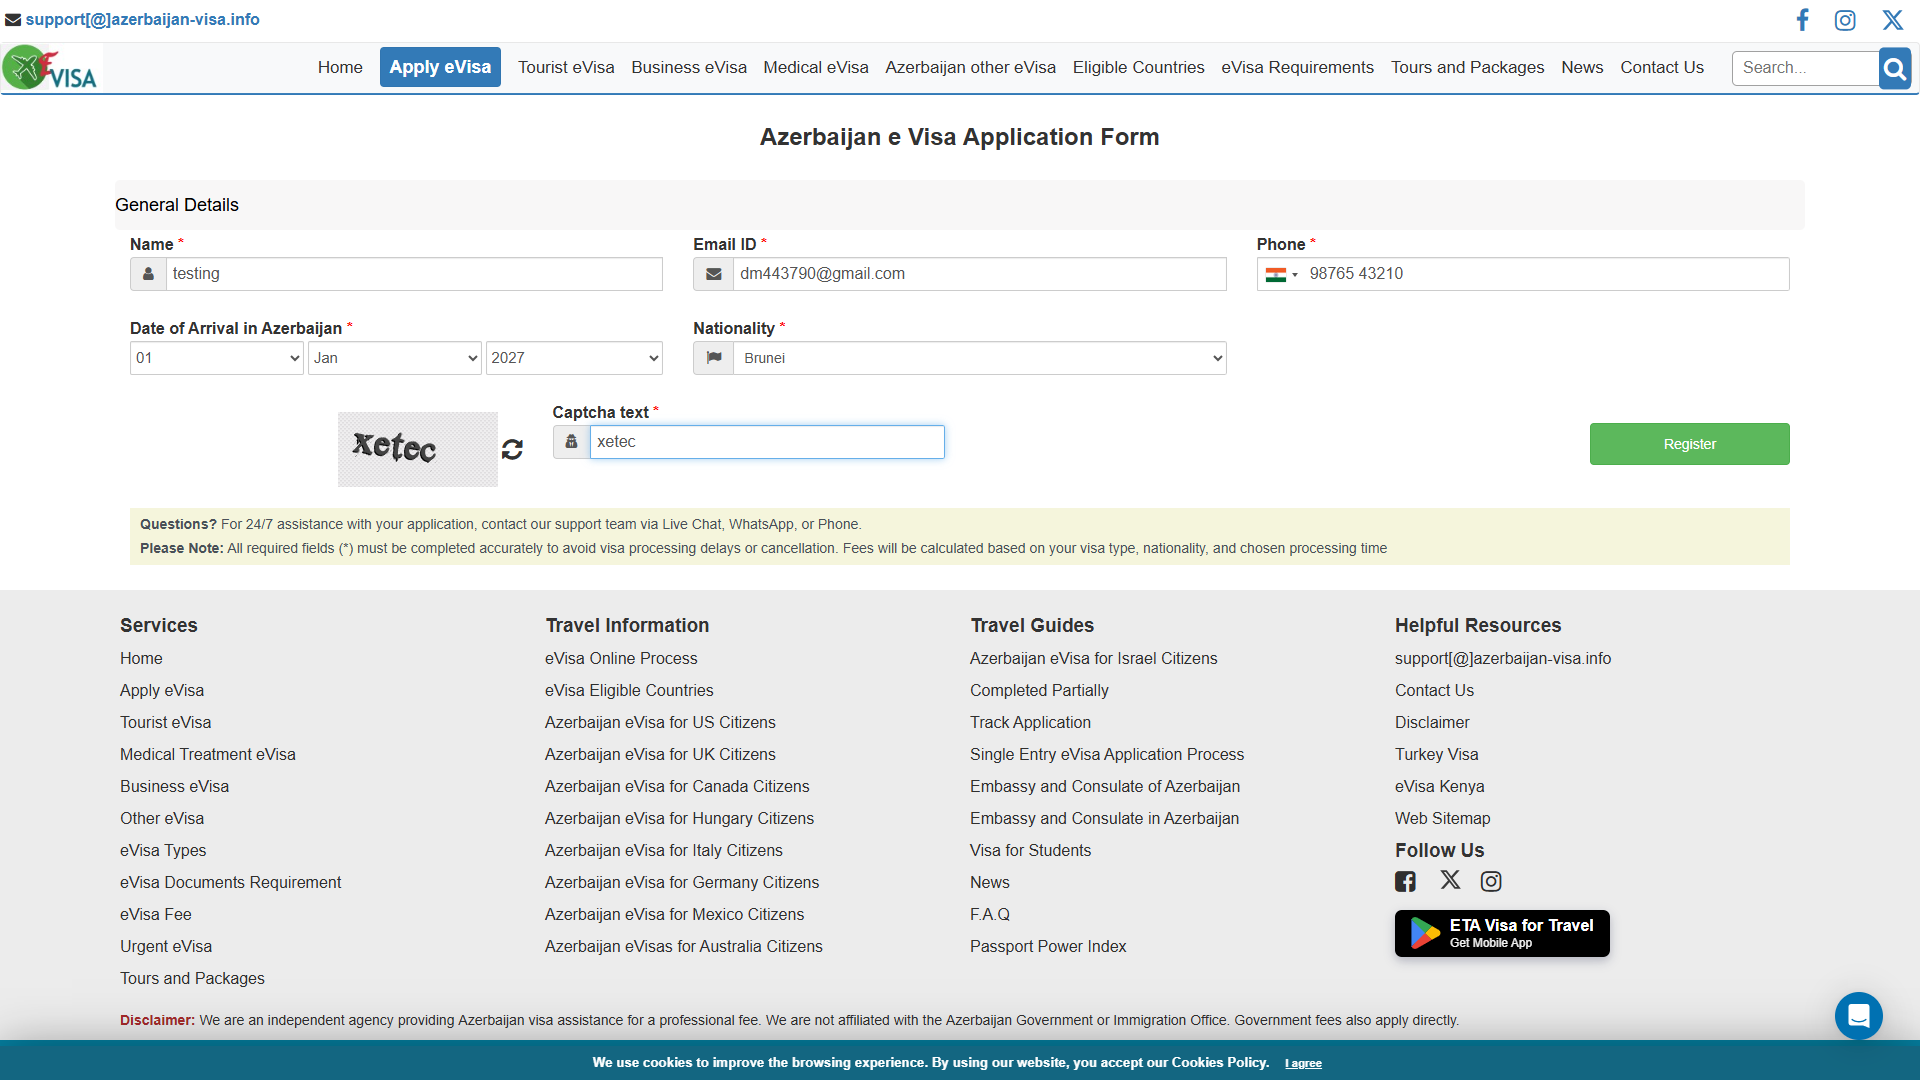 support[@]azerbaijan-visa.info
eVISA
Home
Apply eVisa
Tourist eVisa
Business eVisa
Medical eVisa
Azerbaijan other eVisa
Eligible Countries
eVisa Requirements
Tours and Packages
News
Contact Us
Search...
Azerbaijan e Visa Application Form
General Details
Name *
testing
Email ID *
dm443790@gmail.com
Phone *
98765 43210
Date of Arrival in Azerbaijan *
01
Jan
2027
Nationality *
Brunei
xetec
Captcha text *
xetec
Register
Questions? For 24/7 assistance with your application, contact our support team via Live Chat, WhatsApp, or Phone.
Please Note: All required fields (*) must be completed accurately to avoid visa processing delays or cancellation. Fees will be calculated based on your visa type, nationality, and chosen processing time
Services
Home
Apply eVisa
Tourist eVisa
Medical Treatment eVisa
Business eVisa
Other eVisa
eVisa Types
eVisa Documents Requirement
eVisa Fee
Urgent eVisa
Tours and Packages
Travel Information
eVisa Online Process
eVisa Eligible Countries
Azerbaijan eVisa for US Citizens
Azerbaijan eVisa for UK Citizens
Azerbaijan eVisa for Canada Citizens
Azerbaijan eVisa for Hungary Citizens
Azerbaijan eVisa for Italy Citizens
Azerbaijan eVisa for Germany Citizens
Azerbaijan eVisa for Mexico Citizens
Azerbaijan eVisas for Australia Citizens
Travel Guides
Azerbaijan eVisa for Israel Citizens
Completed Partially
Track Application
Single Entry eVisa Application Process
Embassy and Consulate of Azerbaijan
Embassy and Consulate in Azerbaijan
Visa for Students
News
F.A.Q
Passport Power Index
Helpful Resources
support[@]azerbaijan-visa.info
Contact Us
Disclaimer
Turkey Visa
eVisa Kenya
Web Sitemap
Follow Us
ETA Visa for Travel
Get Mobile App
Disclaimer: We are an independent agency providing Azerbaijan visa assistance for a professional fee. We are not affiliated with the Azerbaijan Government or Immigration Office. Government fees also apply directly.
We use cookies to improve the browsing experience. By using our website, you accept our Cookies Policy. I agree